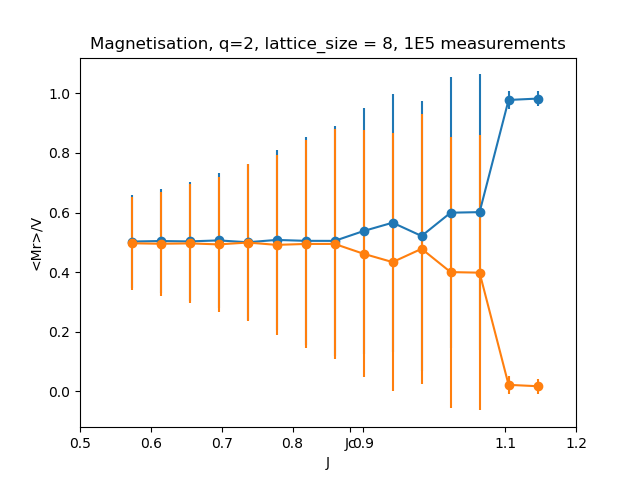 Magnetisation, q=2, lattice_size = 8, 1E5 measurements
<Mr>/V
1.0
0.8
0.6
0.4
0.2
0.0
0.5 0.6 0.7 0.8 Jc 0.9 1.1 1.2
J